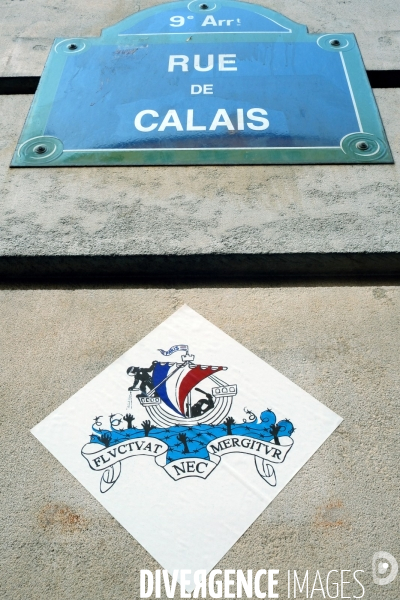 9e Arrt
RUE
DE
CALAIS
FLVCTVAT
NEC
MERGITVR
DIVERGENCE IMAGES